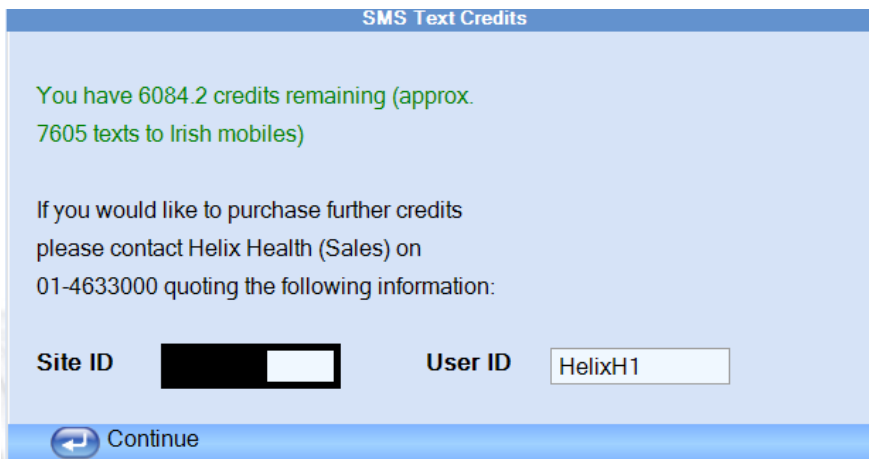 SMS Text Credits
You have 6084.2 credits remaining (approx.
7605 texts to Irish mobiles)
If you would like to purchase further credits
please contact Helix Health (Sales) on
01-4633000 quoting the following information:
Site ID User ID HelixH1
Continue